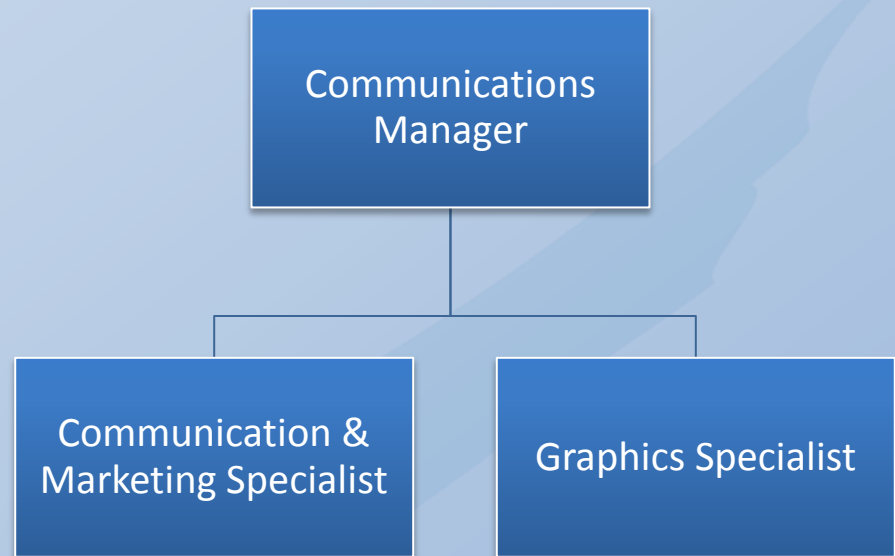 Communications
Manager
Communication &
Marketing Specialist
Graphics Specialist